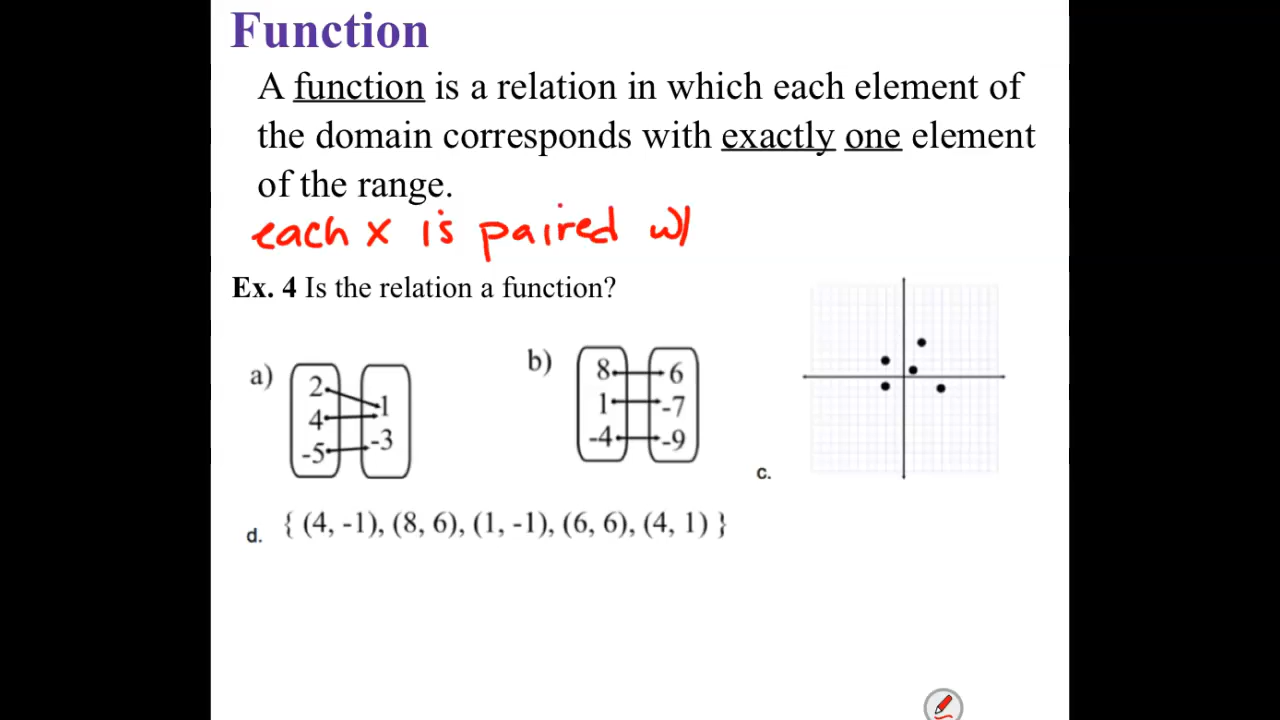 Function
A function is a relation in which each element of
the domain corresponds with exactly one element
of the range.
each x is paired w/
Ex. 4 Is the relation a function?
a)
2
4
-5
1
-3
b)
8
1
-4
6
-7
-9
c.
d. { (4, -1), (8, 6), (1, -1), (6, 6), (4, 1) }